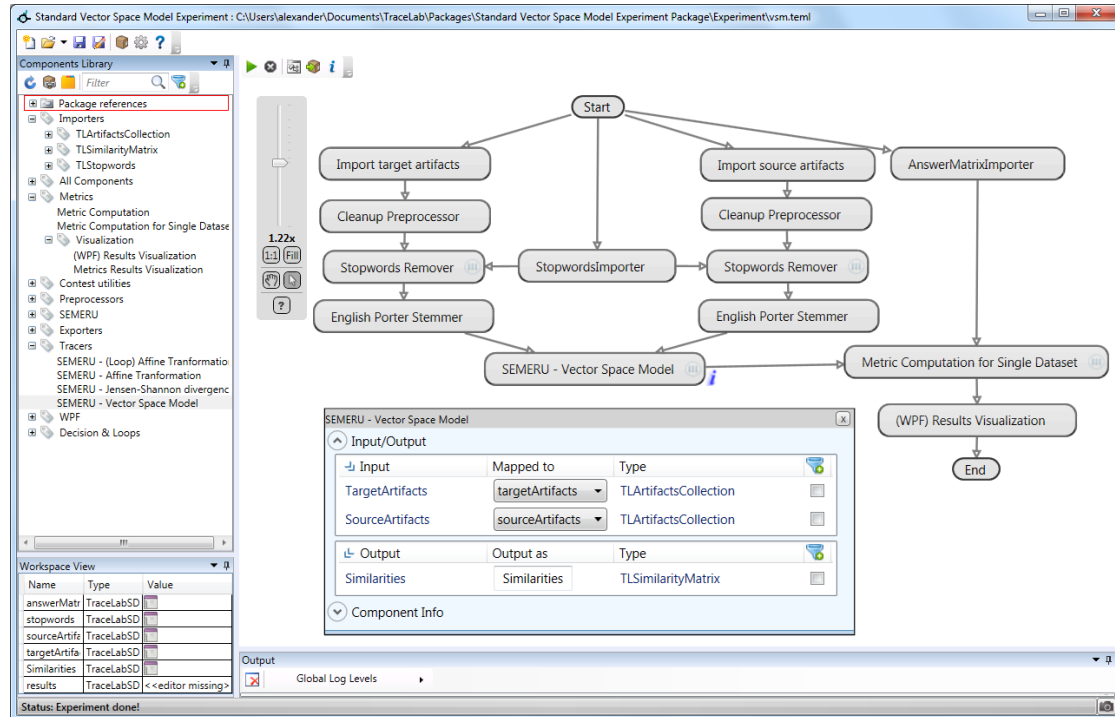 Standard Vector Space Model Experiment : C:\Users\alexander\Documents\TraceLab\Packages\Standard Vector Space Model Experiment Package\Experiment\vsm.teml
Components Library
Filter
Package references
Importers
TLArtifactsCollection
TLSimilarityMatrix
TLStopwords
All Components
Metrics
Metric Computation
Metric Computation for Single Datase
Visualization
(WPF) Results Visualization
Metrics Results Visualization
Contest utilities
Preprocessors
SEMERU
Exporters
Tracers
SEMERU - (Loop) Affine Tranformatio
SEMERU - Affine Tranformation
SEMERU - Jensen-Shannon divergenc
SEMERU - Vector Space Model
WPF
Decision & Loops
Workspace View
Name Type Value
answerMatr TraceLabSD
stopwords TraceLabSD
sourceArtifa TraceLabSD
targetArtifa TraceLabSD
Similarities TraceLabSD
results TraceLabSD <<editor missing>
1.22x
1:1 Fill
?
Start
Import target artifacts
Import source artifacts
AnswerMatrixImporter
Cleanup Preprocessor
Cleanup Preprocessor
Stopwords Remover
StopwordsImporter
Stopwords Remover
English Porter Stemmer
English Porter Stemmer
SEMERU - Vector Space Model
i
Metric Computation for Single Dataset
(WPF) Results Visualization
End
SEMERU - Vector Space Model
x
Input/Output
Input Mapped to Type
TargetArtifacts targetArtifacts TLArtifactsCollection
SourceArtifacts sourceArtifacts TLArtifactsCollection
Output Output as Type
Similarities Similarities TLSimilarityMatrix
Component Info
Output
Global Log Levels
Status: Experiment done!